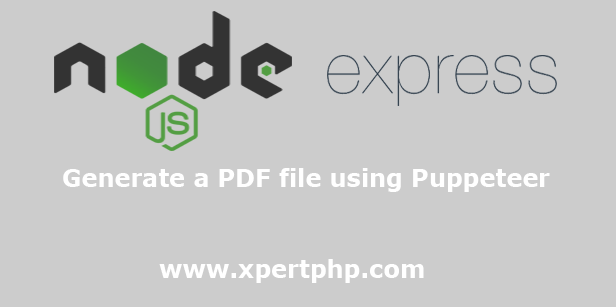 node
JS
express
Generate a PDF file using Puppeteer
www.xpertphp.com